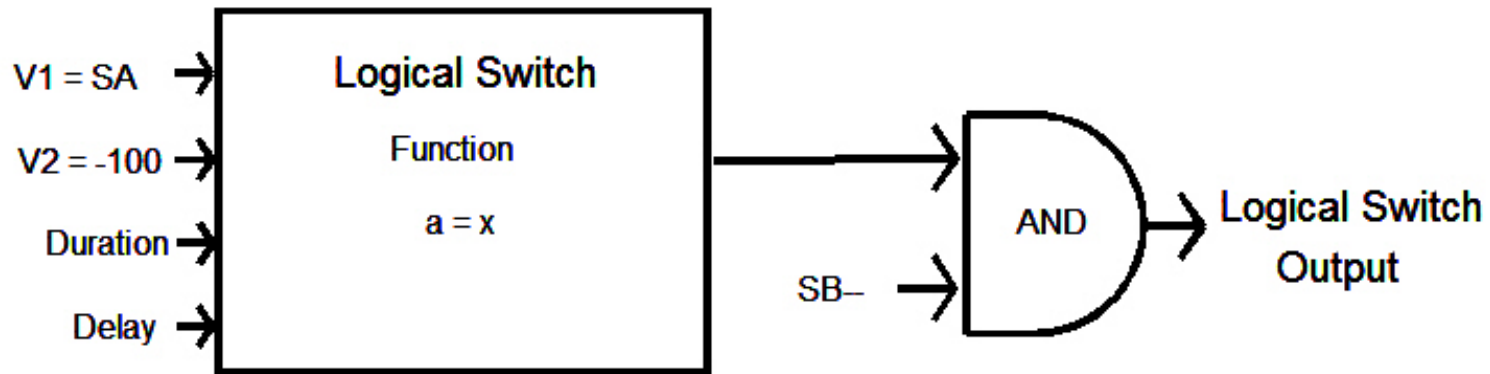 V1 = SA
V2 = -100
Duration
Delay
Logical Switch
Function
a = x
SB--
AND
Logical Switch
Output